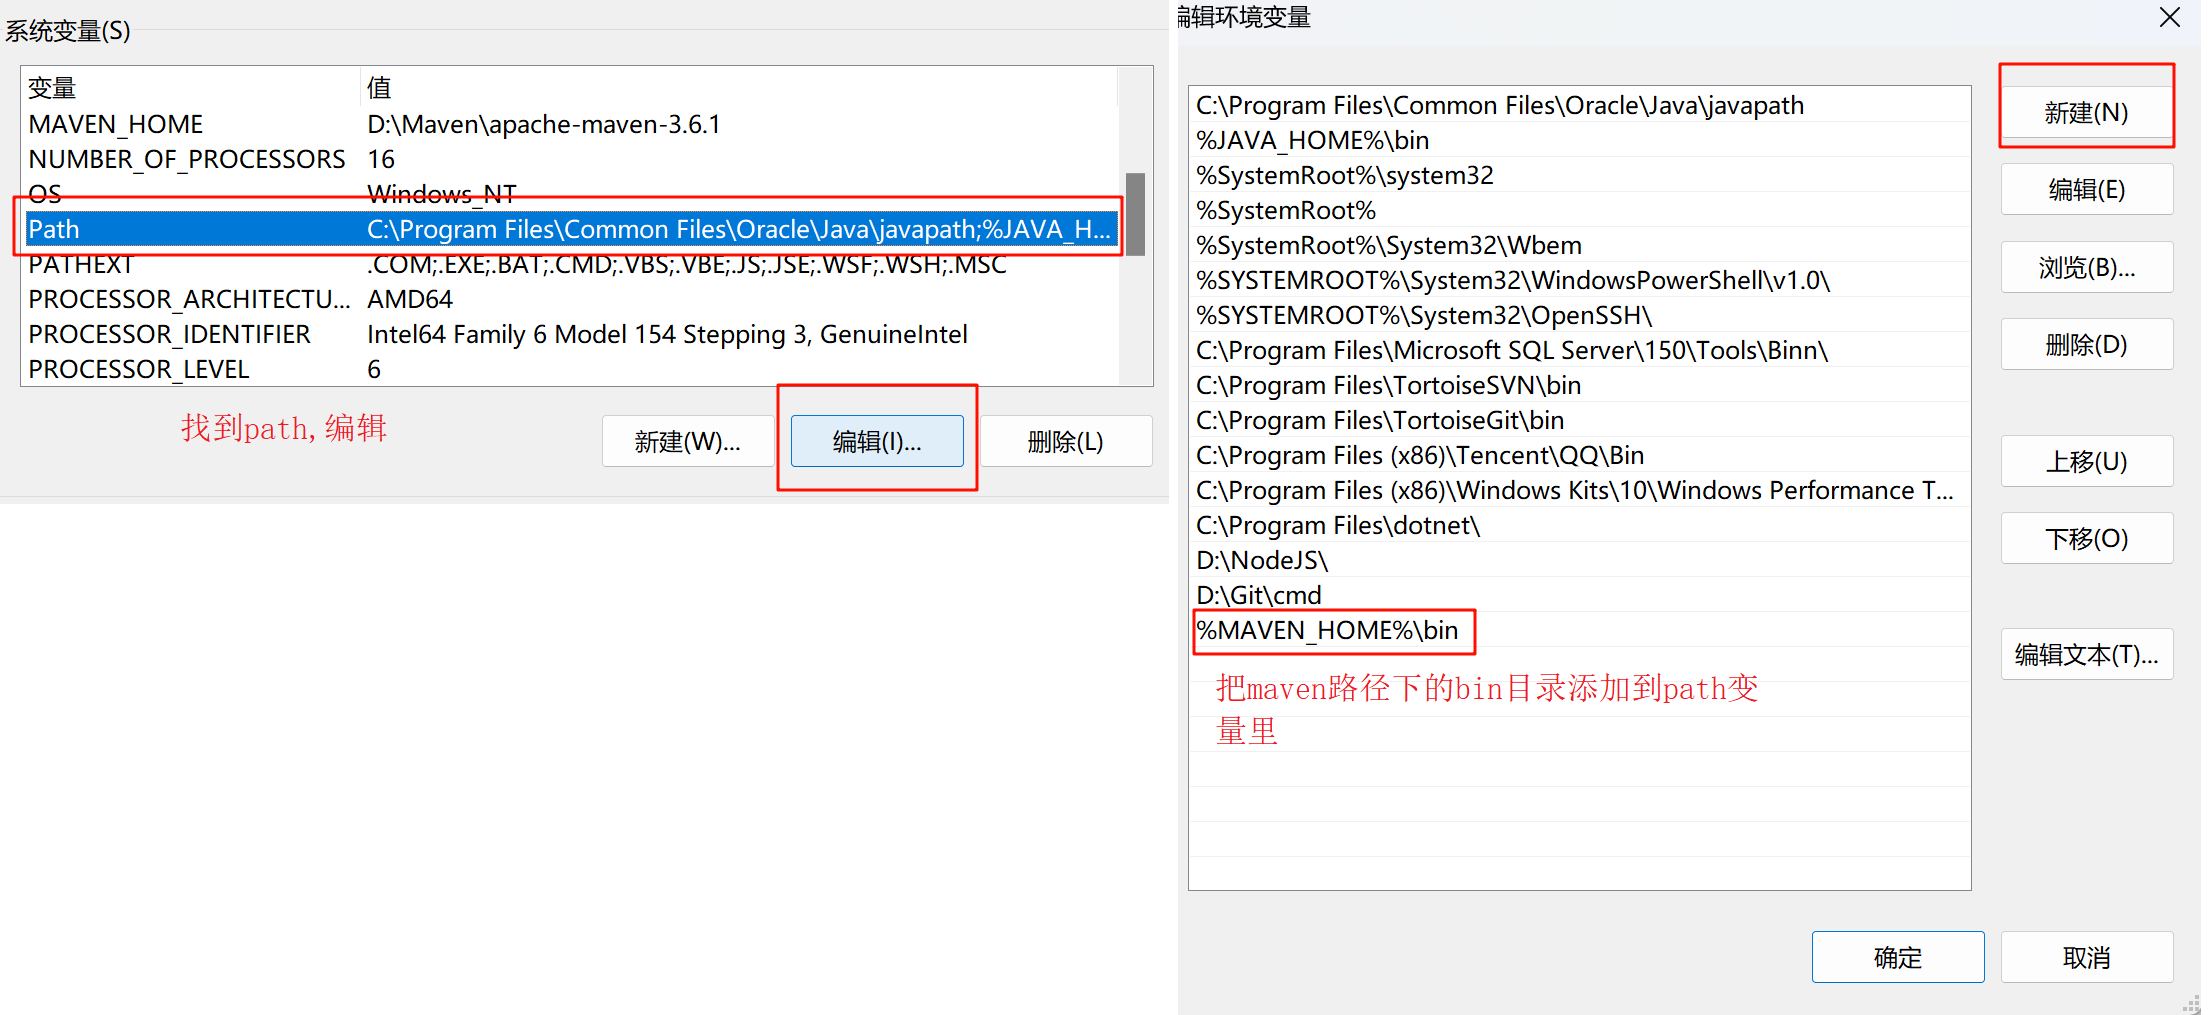 系统变量(S)
变量 值
MAVEN_HOME D:\Maven\apache-maven-3.6.1
NUMBER_OF_PROCESSORS 16
OS Windows_NT
Path C:\Program Files\Common Files\Oracle\Java\javapath;%JAVA_H...
PATHEXT .COM;.EXE;.BAT;.CMD;.VBS;.VBE;.JS;.JSE;.WSF;.WSH;.MSC
PROCESSOR_ARCHITECTU... AMD64
PROCESSOR_IDENTIFIER Intel64 Family 6 Model 154 Stepping 3, GenuineIntel
PROCESSOR_LEVEL 6
找到path,编辑
新建(W)...
编辑(I)...
删除(L)
编辑环境变量
C:\Program Files\Common Files\Oracle\Java\javapath
%JAVA_HOME%\bin
%SystemRoot%\system32
%SystemRoot%
%SystemRoot%\System32\Wbem
%SYSTEMROOT%\System32\WindowsPowerShell\v1.0\
%SYSTEMROOT%\System32\OpenSSH\
C:\Program Files\Microsoft SQL Server\150\Tools\Binn\
C:\Program Files\TortoiseSVN\bin
C:\Program Files\TortoiseGit\bin
C:\Program Files (x86)\Tencent\QQ\Bin
C:\Program Files (x86)\Windows Kits\10\Windows Performance T...
C:\Program Files\dotnet\
D:\NodeJS\
D:\Git\cmd
%MAVEN_HOME%\bin
把maven路径下的bin目录添加到path变
量里
新建(N)
编辑(E)
浏览(B)...
删除(D)
上移(U)
下移(O)
编辑文本(T)...
确定
取消